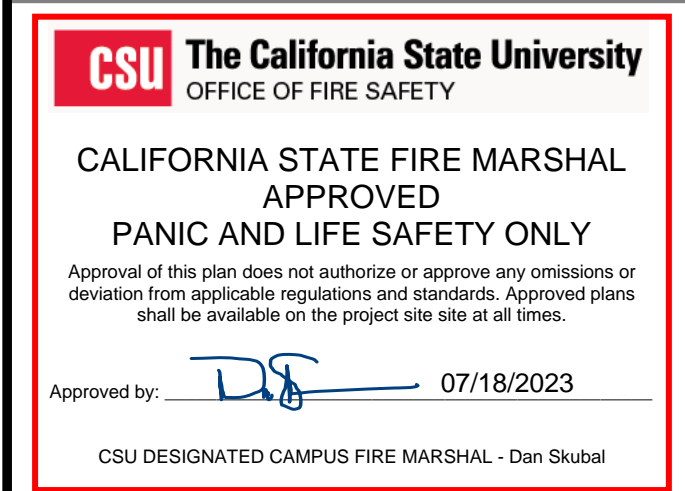 CSU The California State University
OFFICE OF FIRE SAFETY
CALIFORNIA STATE FIRE MARSHAL
APPROVED
PANIC AND LIFE SAFETY ONLY
Approval of this plan does not authorize or approve any omissions or
deviation from applicable regulations and standards. Approved plans
shall be available on the project site site at all times.
Approved by: 07/18/2023
CSU DESIGNATED CAMPUS FIRE MARSHAL - Dan Skubal